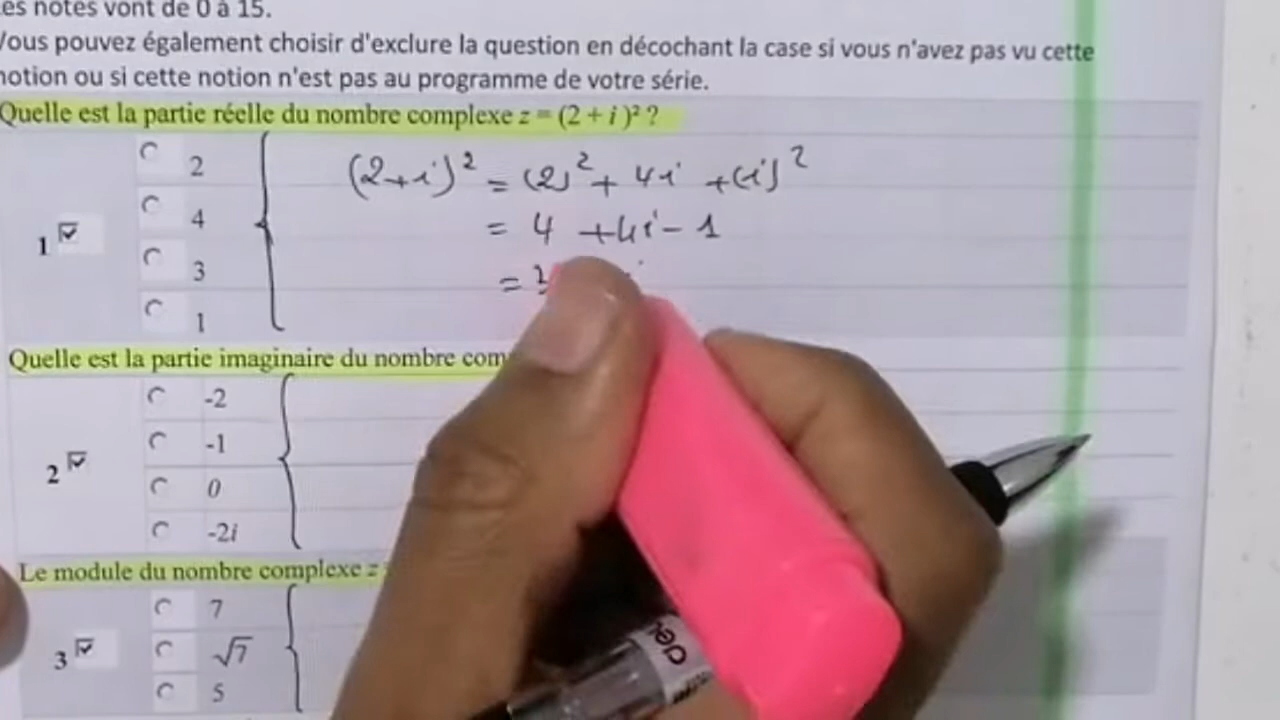 es notes vont de 0 à 15.
Vous pouvez également choisir d'exclure la question en décochant la case si vous n'avez pas vu cette
notion ou si cette notion n'est pas au programme de votre série.
Quelle est la partie réelle du nombre complexe z = (2 + i )² ?
2
4
1
3
1
(2+i)² = (2)² + 4i + (i)²
= 4 + 4i - 1
= 3
Quelle est la partie imaginaire du nombre com
-2
-1
2
0
-2i
Le module du nombre complexe z
7
3
√7
5